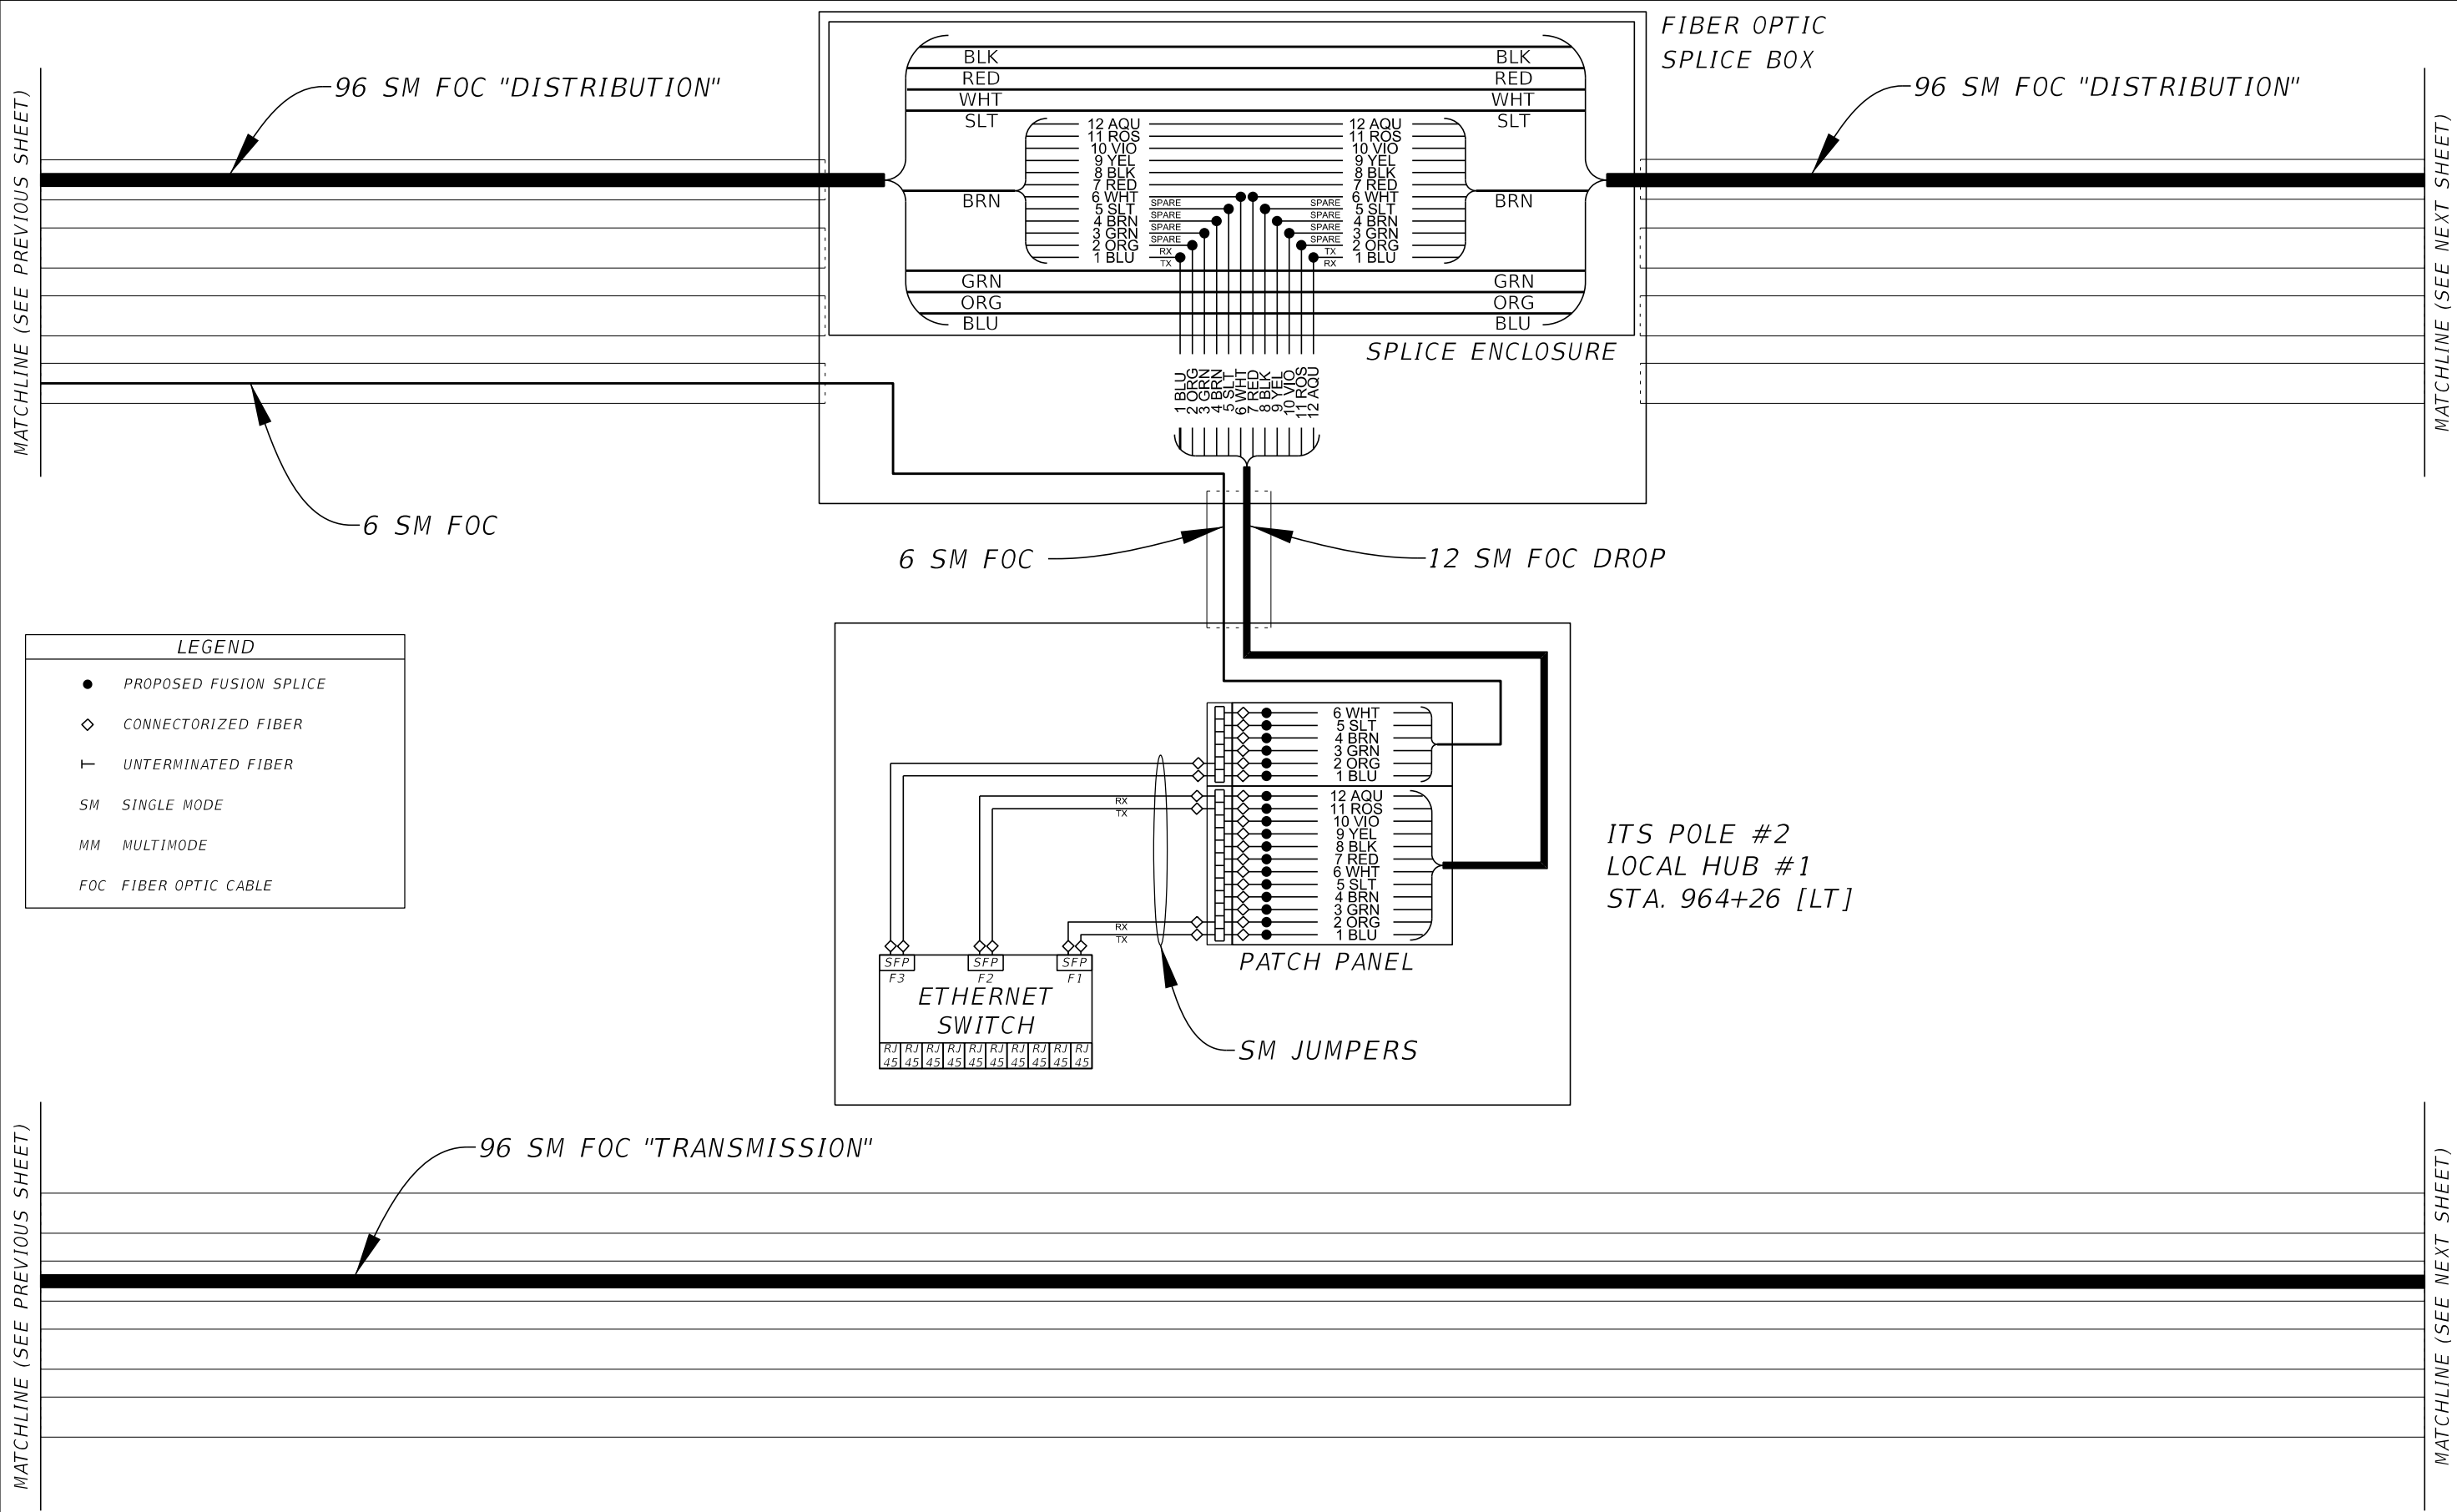 FIBER OPTIC
SPLICE BOX
96 SM FOC "DISTRIBUTION"
96 SM FOC "DISTRIBUTION"
MATCHLINE (SEE PREVIOUS SHEET)
MATCHLINE (SEE NEXT SHEET)
BLK BLK
RED RED
WHT WHT
SLT SLT
12 AQU 12 AQU
11 ROS 11 ROS
10 VIO 10 VIO
9 YEL 9 YEL
8 BLK 8 BLK
7 RED 7 RED
BRN 6 WHT 6 WHT BRN
5 SLT SPARE SPARE 5 SLT
4 BRN SPARE SPARE 4 BRN
3 GRN SPARE SPARE 3 GRN
2 ORG SPARE SPARE 2 ORG
RX TX
1 BLU TX RX 1 BLU
GRN GRN
ORG ORG
BLU BLU
SPLICE ENCLOSURE
1 BLU
2 ORG
3 GRN
4 BRN
5 SLT
6 WHT
7 RED
8 BLK
9 YEL
10 VIO
11 ROS
12 AQU
6 SM FOC
6 SM FOC
12 SM FOC DROP
LEGEND
PROPOSED FUSION SPLICE
CONNECTORIZED FIBER
UNTERMINATED FIBER
SM SINGLE MODE
MM MULTIMODE
FOC FIBER OPTIC CABLE
6 WHT
5 SLT
4 BRN
3 GRN
2 ORG
1 BLU
RX 12 AQU
TX 11 ROS
10 VIO
9 YEL
8 BLK
7 RED
6 WHT
5 SLT
4 BRN
3 GRN
RX 2 ORG
TX 1 BLU
PATCH PANEL
ITS POLE #2
LOCAL HUB #1
STA. 964+26 [LT]
SFP SFP SFP
F3 F2 F1
ETHERNET
SWITCH
RJ RJ RJ RJ RJ RJ RJ RJ RJ RJ
45 45 45 45 45 45 45 45 45 45
SM JUMPERS
96 SM FOC "TRANSMISSION"
MATCHLINE (SEE PREVIOUS SHEET)
MATCHLINE (SEE NEXT SHEET)